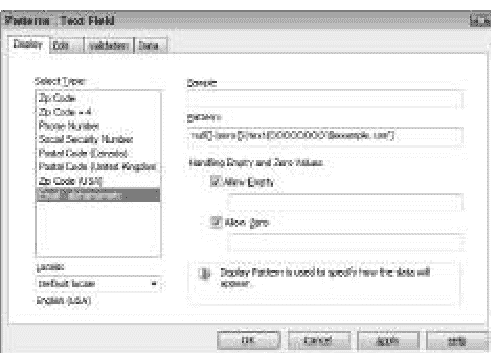 Patterns - Text Field
Display Edit Validation Data
Select Type:
Zip Code
Zip Code + 4
Phone Number
Social Security Number
Postal Code (Canada)
Postal Code (United Kingdom
Zip Code (USA)
Locale:
Default Locale
English (USA)
Sample
Pattern:
Handling Empty and Zero Values
Allow Empty
Allow Zero
Display Pattern is used to specify how the data will
appear.
OK Cancel Apply Help